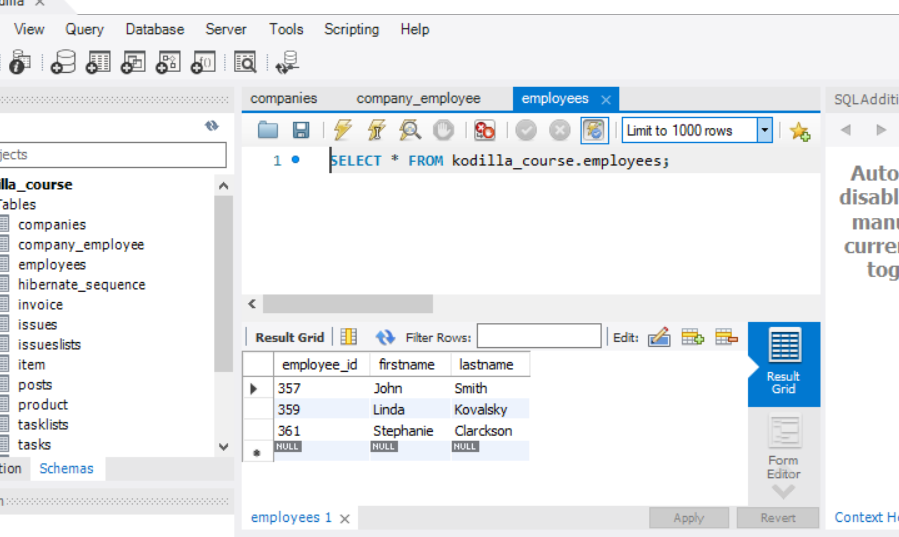 View Query Database Server Tools Scripting Help
companies company_employee employees
SQLAdditi
Limit to 1000 rows
jects
1 SELECT * FROM kodilla_course.employees;
Auto
disabl
manu
curre
tog
lla_course
Tables
companies
company_employee
employees
hibernate_sequence
invoice
issues
issueslists
item
posts
product
tasklists
tasks
tion Schemas
Result Grid Filter Rows: Edit:
employee_id firstname lastname
357 John Smith
359 Linda Kovalsky
361 Stephanie Clarckson
NULL NULL NULL
Result
Grid
Form
Editor
employees 1 Apply Revert
Context He